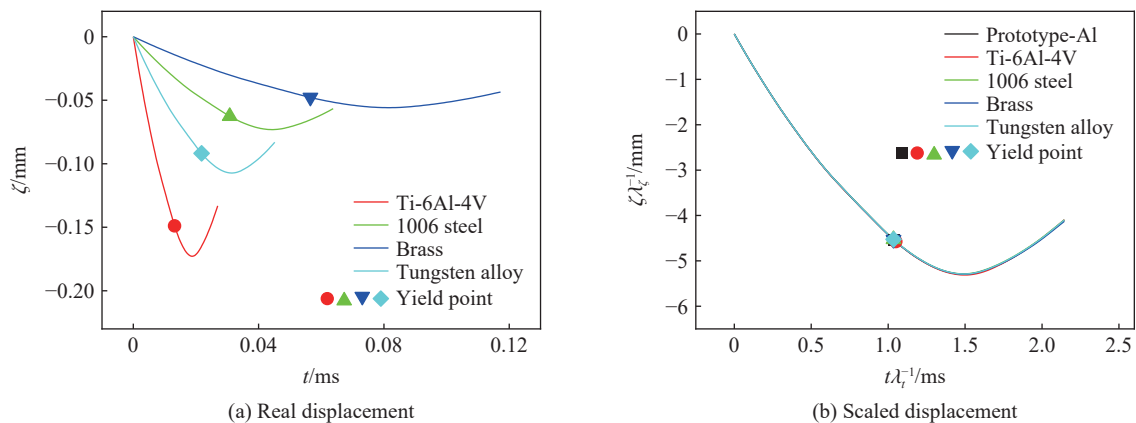 0
−0.05
−0.10
−0.15
−0.20
ζ/mm
Ti-6Al-4V
1006 steel
Brass
Tungsten alloy
Yield point
0 0.04 0.08 0.12
t/ms
(a) Real displacement
0
−1
−2
−3
−4
−5
−6
ζλ_ζ⁻¹/mm
Prototype-Al
Ti-6Al-4V
1006 steel
Brass
Tungsten alloy
Yield point
0 0.5 1.0 1.5 2.0 2.5
tλ_t⁻¹/ms
(b) Scaled displacement